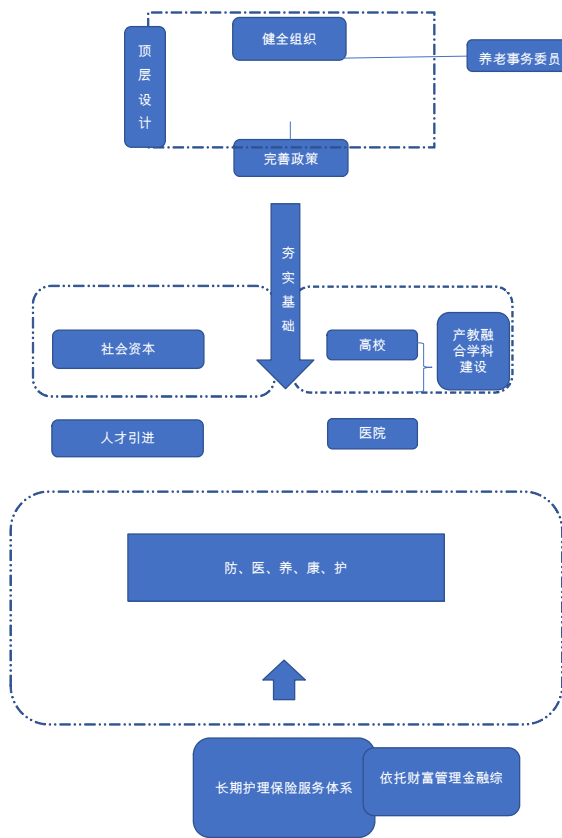 健全组织
顶
层
设
计
养老事务委员
完善政策
夯
实
基
础
社会资本
高校
产教融
合学科
建设
人才引进
医院
防、医、养、康、护
长期护理保险服务体系
依托财富管理金融综